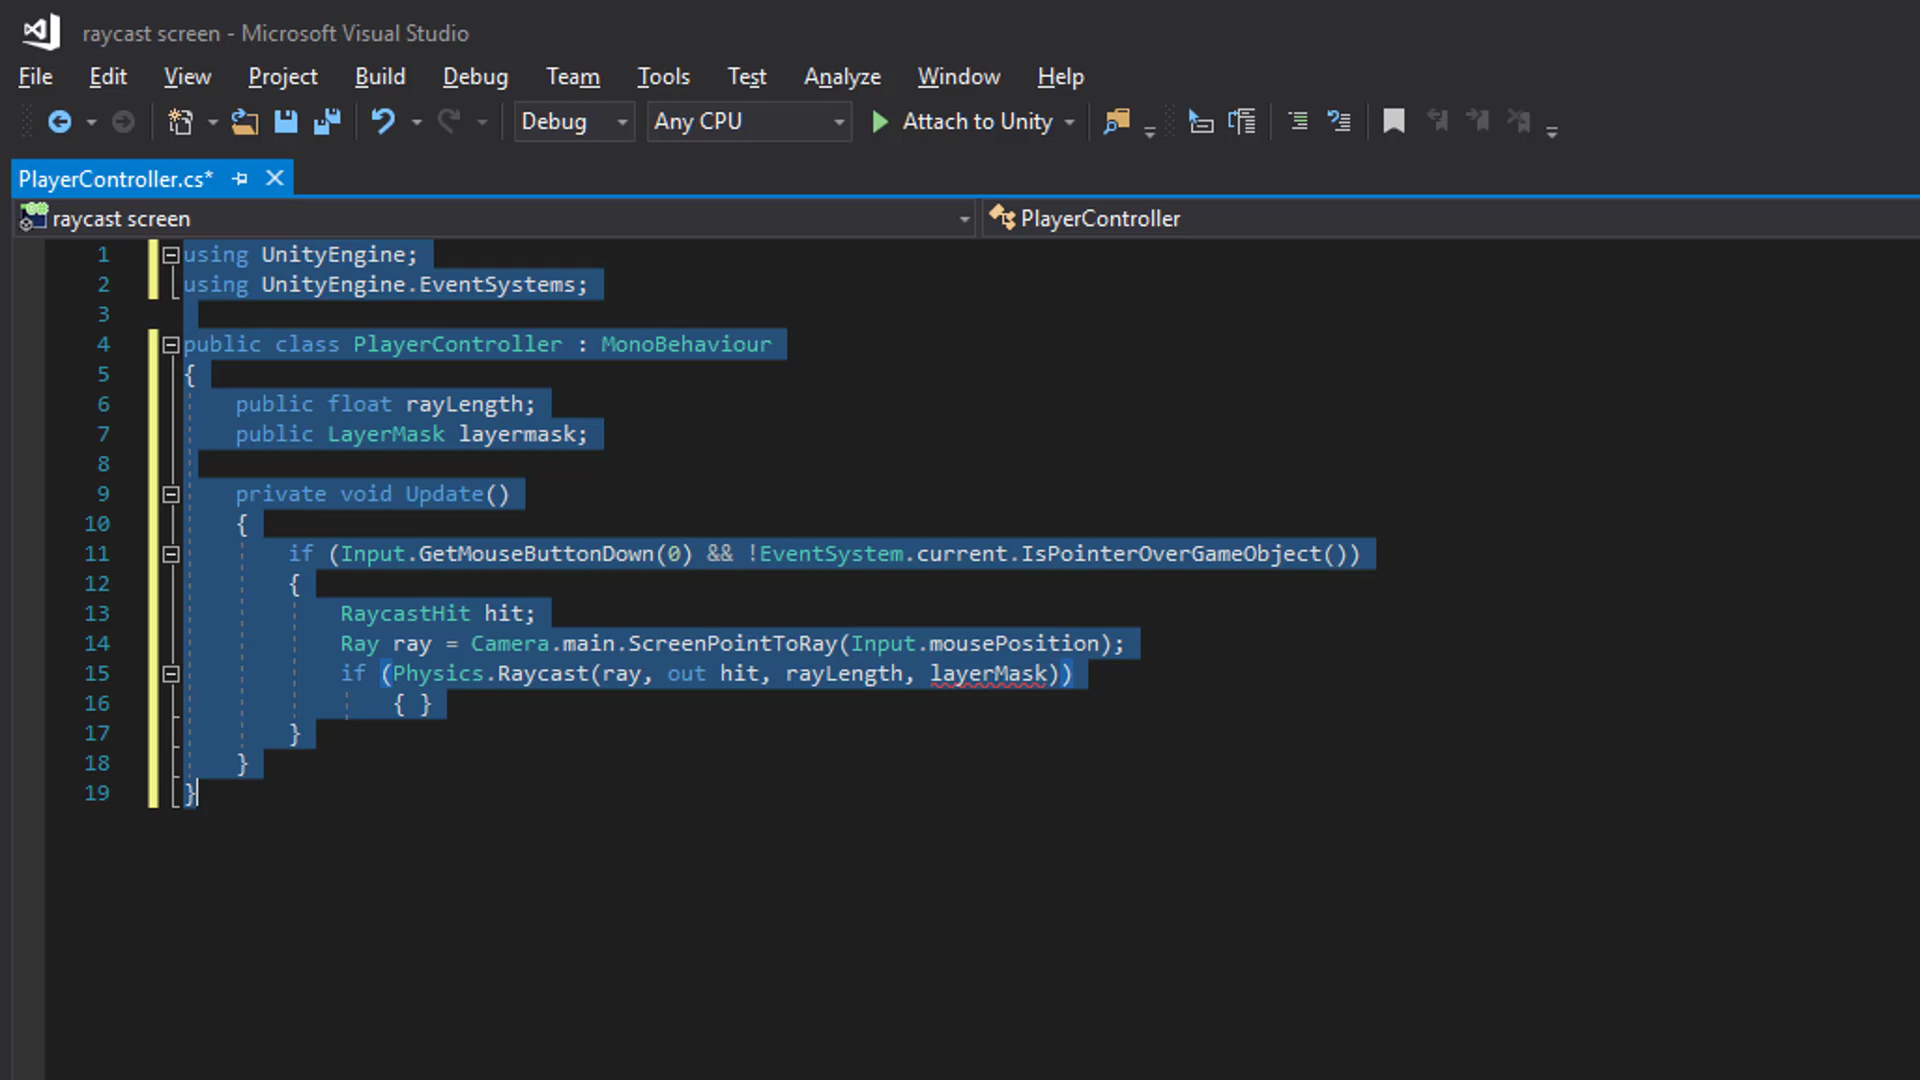 raycast screen - Microsoft Visual Studio
File Edit View Project Build Debug Team Tools Test Analyze Window Help
Debug Any CPU Attach to Unity
PlayerController.cs*
raycast screen PlayerController
1 using UnityEngine;
2 using UnityEngine.EventSystems;
3
4 public class PlayerController : MonoBehaviour
5 {
6 public float rayLength;
7 public LayerMask layermask;
8
9 private void Update()
10 {
11 if (Input.GetMouseButtonDown(0) && !EventSystem.current.IsPointerOverGameObject())
12 {
13 RaycastHit hit;
14 Ray ray = Camera.main.ScreenPointToRay(Input.mousePosition);
15 if (Physics.Raycast(ray, out hit, rayLength, layerMask))
16 { }
17 }
18 }
19 }